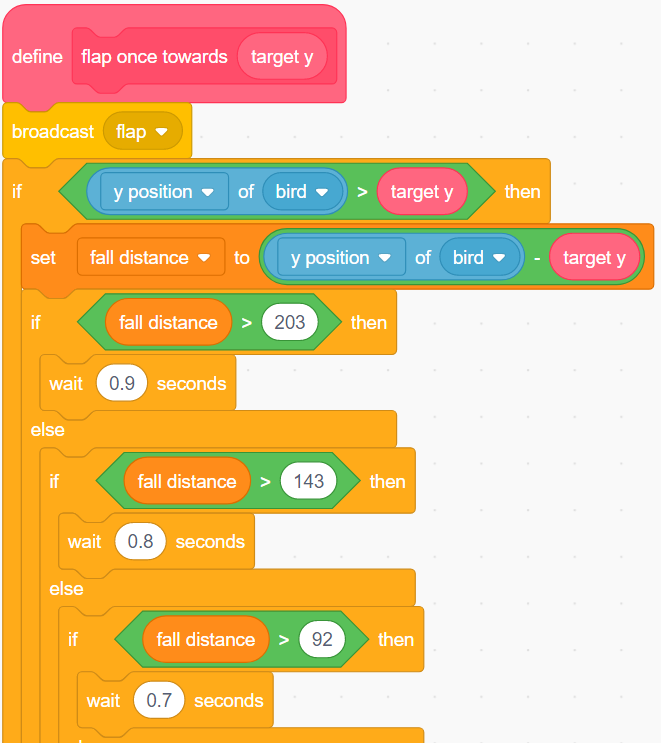 define flap once towards target y
broadcast flap
if y position of bird > target y then
set fall distance to y position of bird - target y
if fall distance > 203 then
wait 0.9 seconds
else
if fall distance > 143 then
wait 0.8 seconds
else
if fall distance > 92 then
wait 0.7 seconds